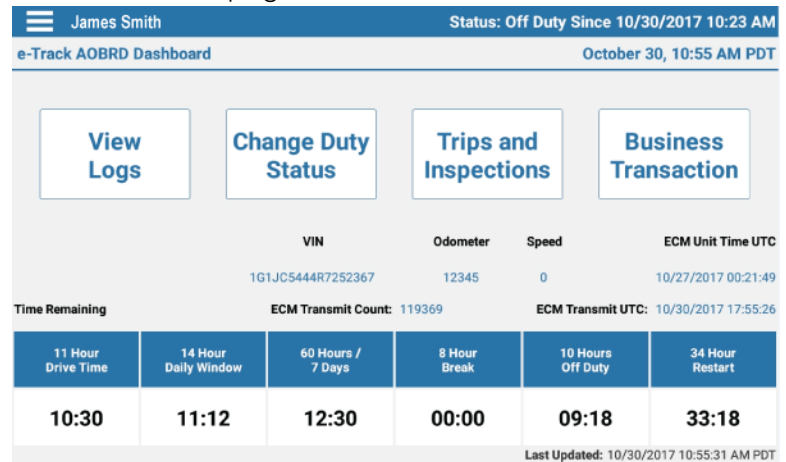 James Smith Status: Off Duty Since 10/30/2017 10:23 AM
e-Track AOBRD Dashboard October 30, 10:55 AM PDT
View Logs
Change Duty Status
Trips and Inspections
Business Transaction
VIN Odometer Speed ECM Unit Time UTC
1G1JC5444R7252367 12345 0 10/27/2017 00:21:49
Time Remaining ECM Transmit Count: 119369 ECM Transmit UTC: 10/30/2017 17:55:26
11 Hour Drive Time
14 Hour Daily Window
60 Hours / 7 Days
8 Hour Break
10 Hours Off Duty
34 Hour Restart
10:30 11:12 12:30 00:00 09:18 33:18
Last Updated: 10/30/2017 10:55:31 AM PDT